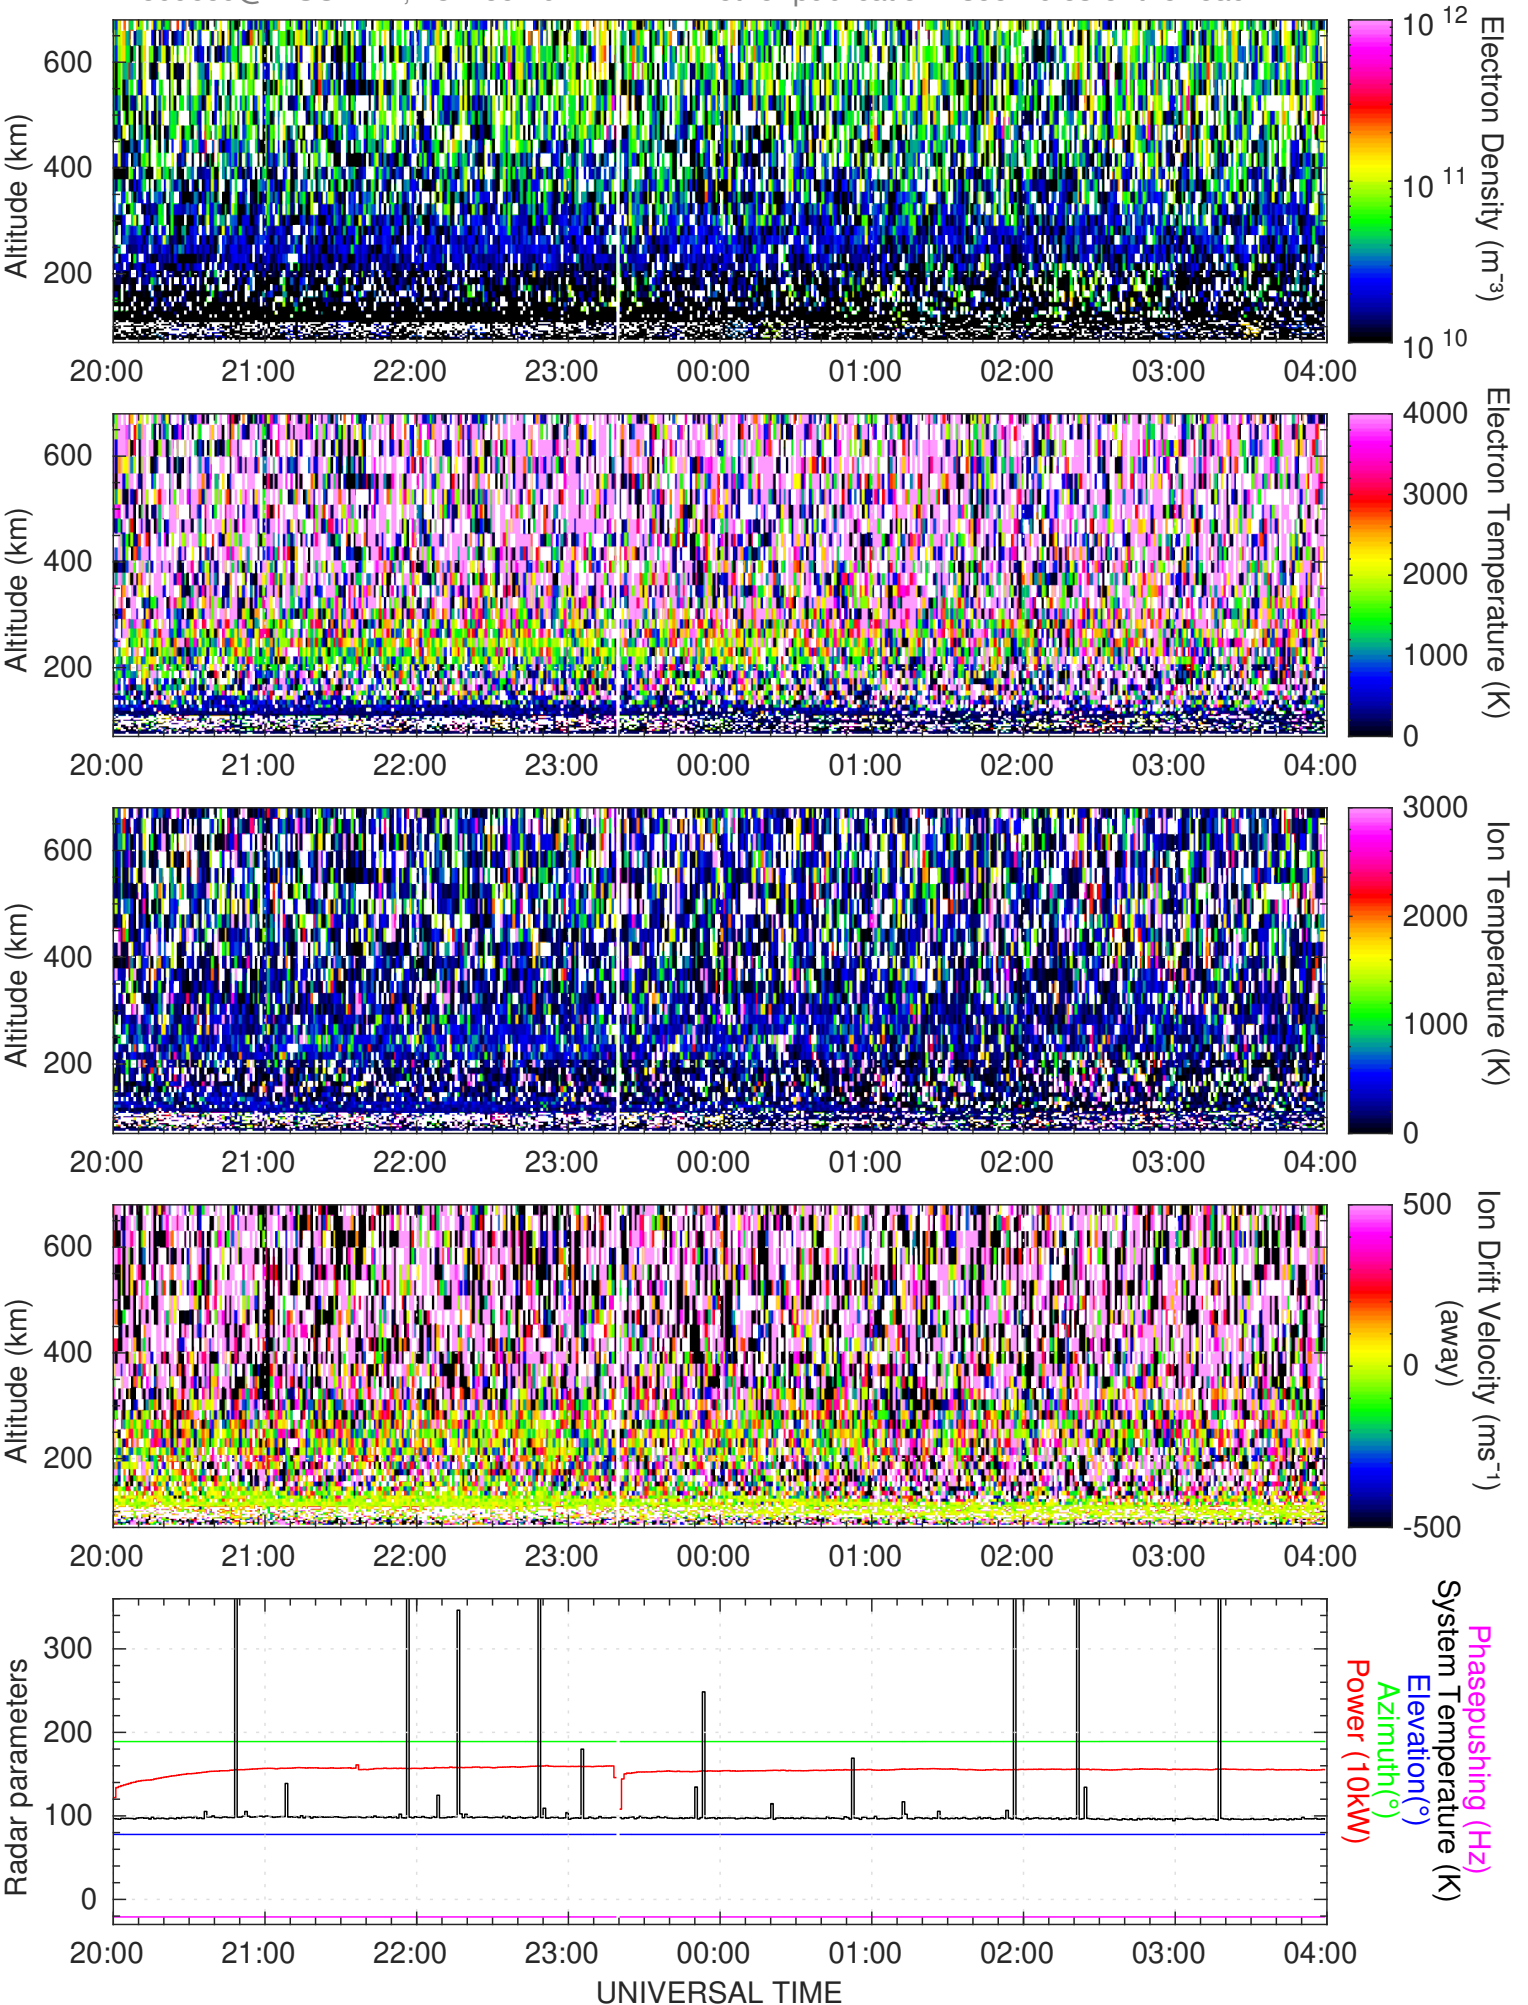 10 12
10 11
10 10
Electron Density (m-3)
Altitude (km)
600
400
200
20:00 21:00 22:00 23:00 00:00 01:00 02:00 03:00 04:00
4000
3000
2000
1000
0
Electron Temperature (K)
Altitude (km)
600
400
200
20:00 21:00 22:00 23:00 00:00 01:00 02:00 03:00 04:00
3000
2000
1000
0
Ion Temperature (K)
Altitude (km)
600
400
200
20:00 21:00 22:00 23:00 00:00 01:00 02:00 03:00 04:00
500
0
-500
Ion Drift Velocity (ms-1)
(away)
Altitude (km)
600
400
200
20:00 21:00 22:00 23:00 00:00 01:00 02:00 03:00 04:00
Radar parameters
300
200
100
0
Phasepushing (Hz)
System Temperature (K)
Elevation(°)
Azimuth(°)
Power (10kW)
20:00 21:00 22:00 23:00 00:00 01:00 02:00 03:00 04:00
UNIVERSAL TIME